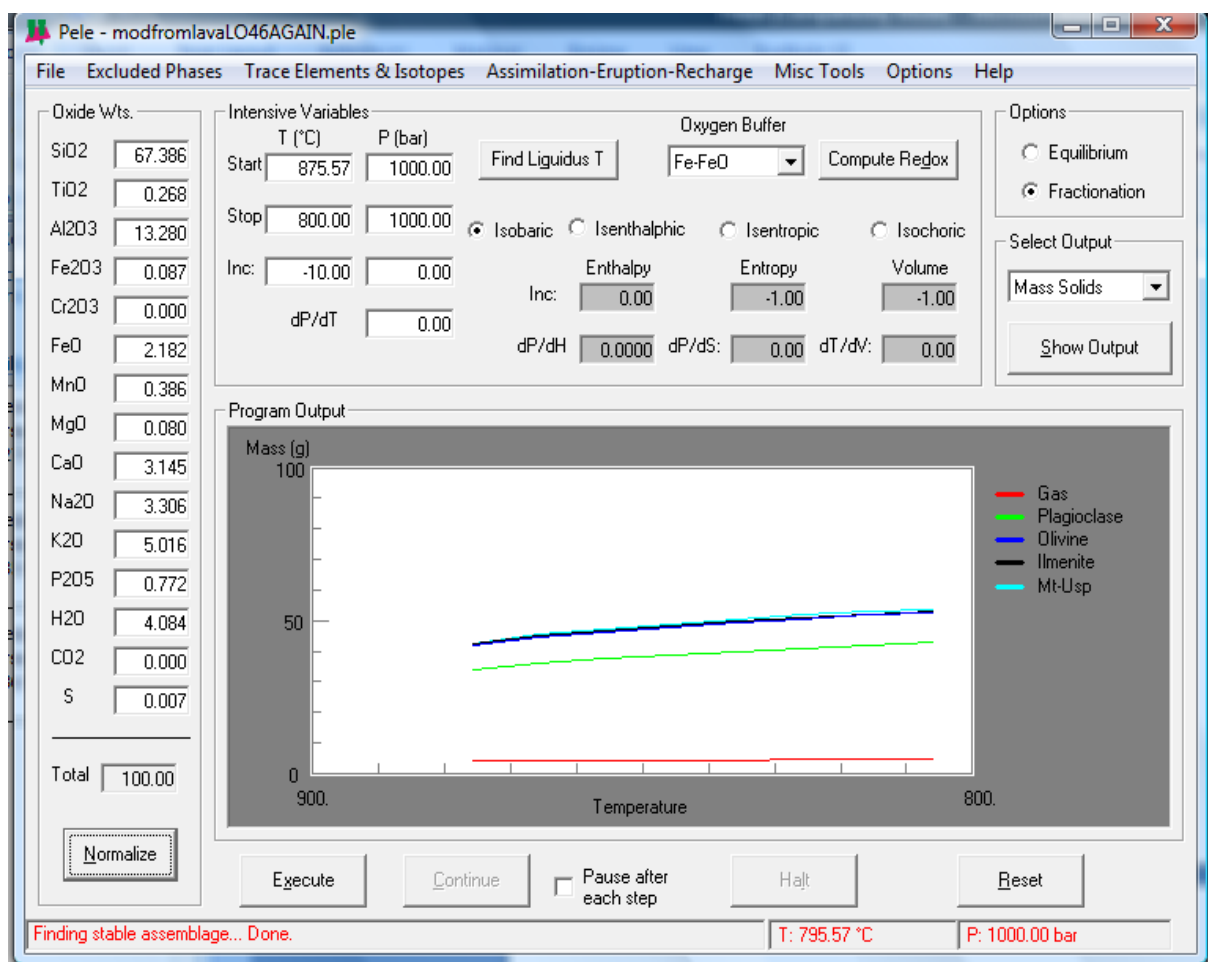 Pele - modfromlavaLO46AGAIN.ple
File Excluded Phases Trace Elements & Isotopes Assimilation-Eruption-Recharge Misc Tools Options Help
Oxide Wts.
SiO2 67.386
TiO2 0.268
Al2O3 13.280
Fe2O3 0.087
Cr2O3 0.000
FeO 2.182
MnO 0.386
MgO 0.080
CaO 3.145
Na2O 3.306
K2O 5.016
P2O5 0.772
H2O 4.084
CO2 0.000
S 0.007
Total 100.00
Normalize
Intensive Variables
T (°C) P (bar)
Start 875.57 1000.00
Stop 800.00 1000.00
Inc: -10.00 0.00
dP/dT 0.00
Find Liguidus T
Oxygen Buffer
Fe-FeO
Compute Redox
Isobaric Isenthalphic Isentropic Isochoric
Enthalpy Entropy Volume
Inc: 0.00 -1.00 -1.00
dP/dH 0.0000 dP/dS: 0.00 dT/dV: 0.00
Options
Equilibrium
Fractionation
Select Output
Mass Solids
Show Output
Program Output
Mass (g)
100
50
0
900.
Temperature
800.
Gas
Plagioclase
Olivine
Ilmenite
Mt-Usp
Execute
Continue
Pause after
each step
Halt
Reset
Finding stable assemblage... Done.
T: 795.57 °C
P: 1000.00 bar